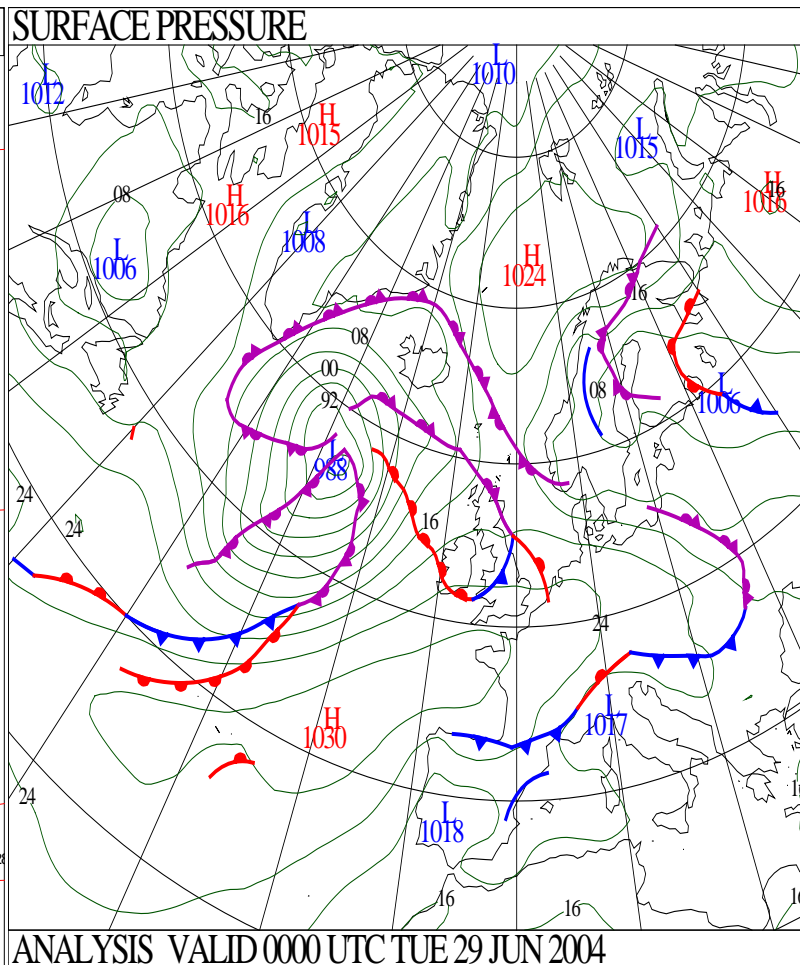 SURFACE PRESSURE
L
1010
L
1012
16
H
1015
L
1015
H
16
1016
08
H
1016
L
1008
L
1006
H
1024
16
08
00
92
08
L
1006
L
988
24
24
16
24
L
1017
H
1030
24
L
1018
16
16
ANALYSIS VALID 0000 UTC TUE 29 JUN 2004